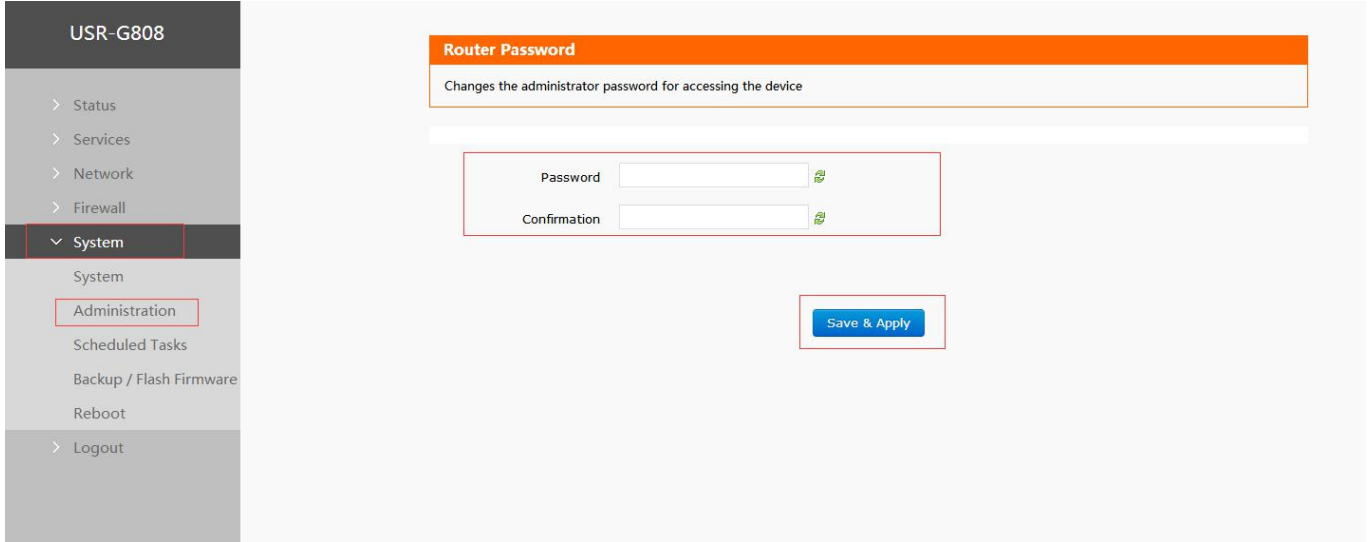 USR-G808
Status
Services
Network
Firewall
System
System
Administration
Scheduled Tasks
Backup / Flash Firmware
Reboot
Logout
Router Password
Changes the administrator password for accessing the device
Password
Confirmation
Save & Apply